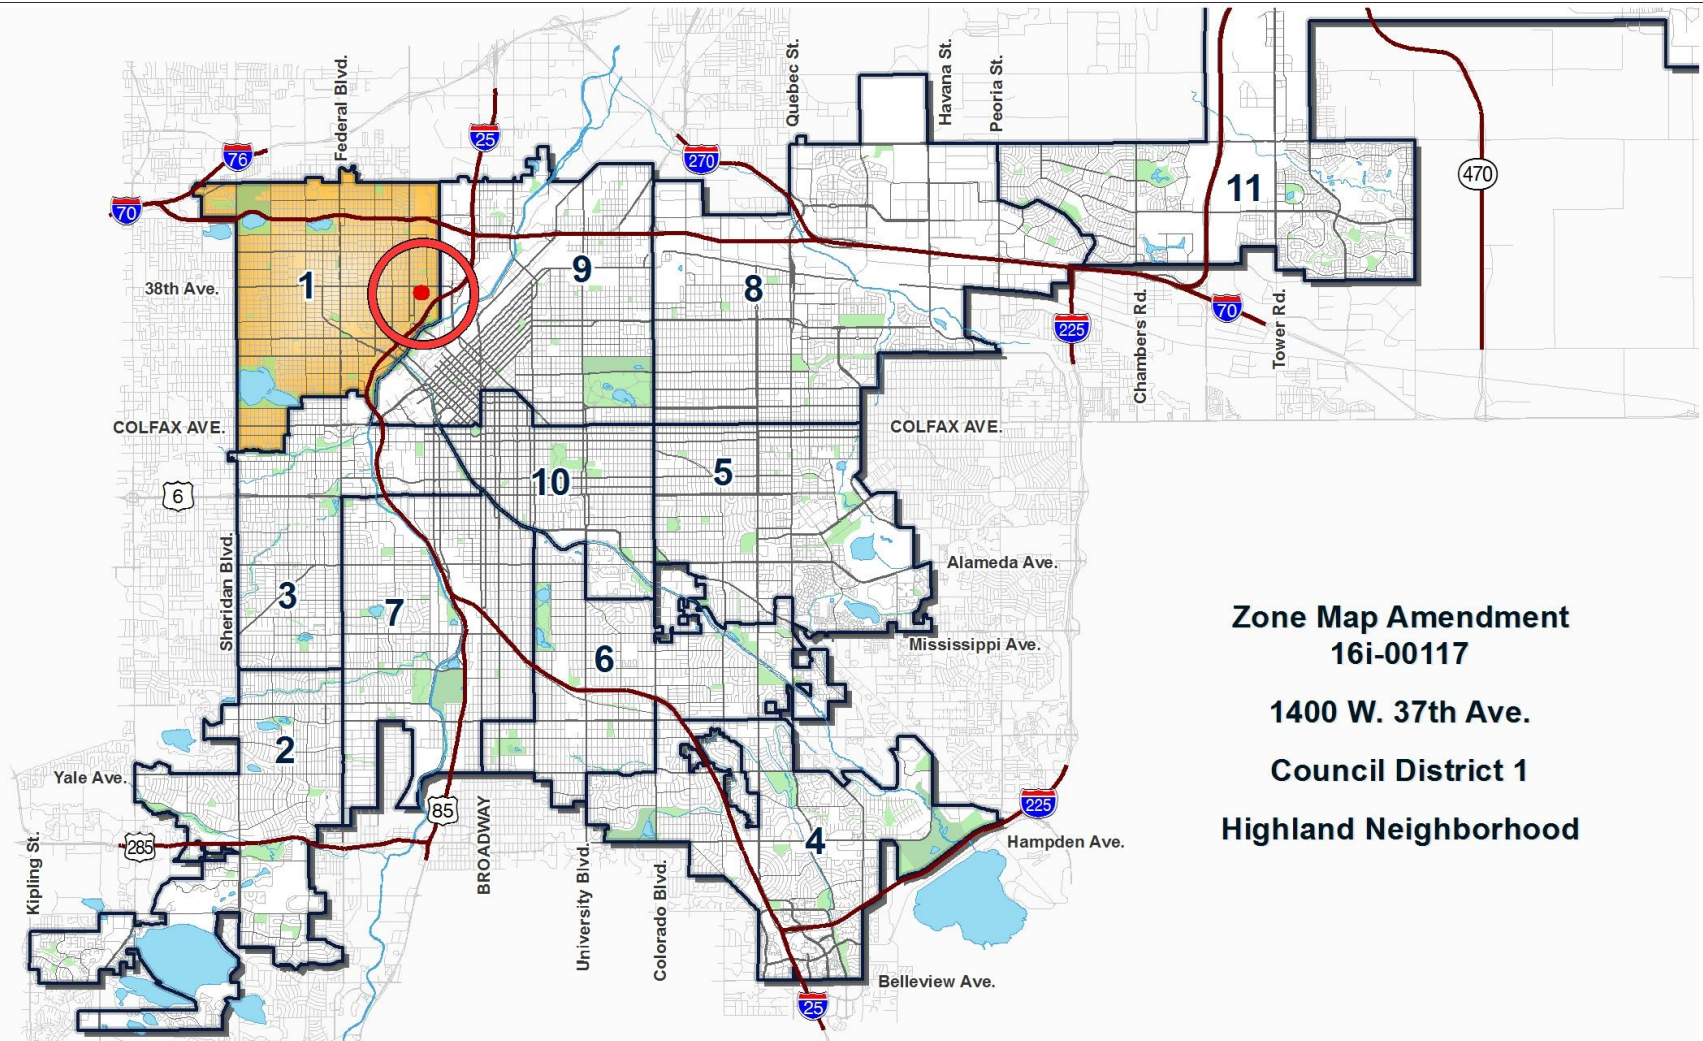 Federal Blvd.
25
76
70
270
Quebec St.
Havana St.
Peoria St.
11
470
1
9
8
38th Ave.
225
Chambers Rd.
70
Tower Rd.
COLFAX AVE.
COLFAX AVE.
6
10
5
Sheridan Blvd.
3
7
Alameda Ave.
Mississippi Ave.
6
Zone Map Amendment
16i-00117
1400 W. 37th Ave.
Council District 1
Highland Neighborhood
2
Yale Ave.
85
BROADWAY
285
Kipling St.
University Blvd.
Colorado Blvd.
4
225
Hampden Ave.
Belleview Ave.
25